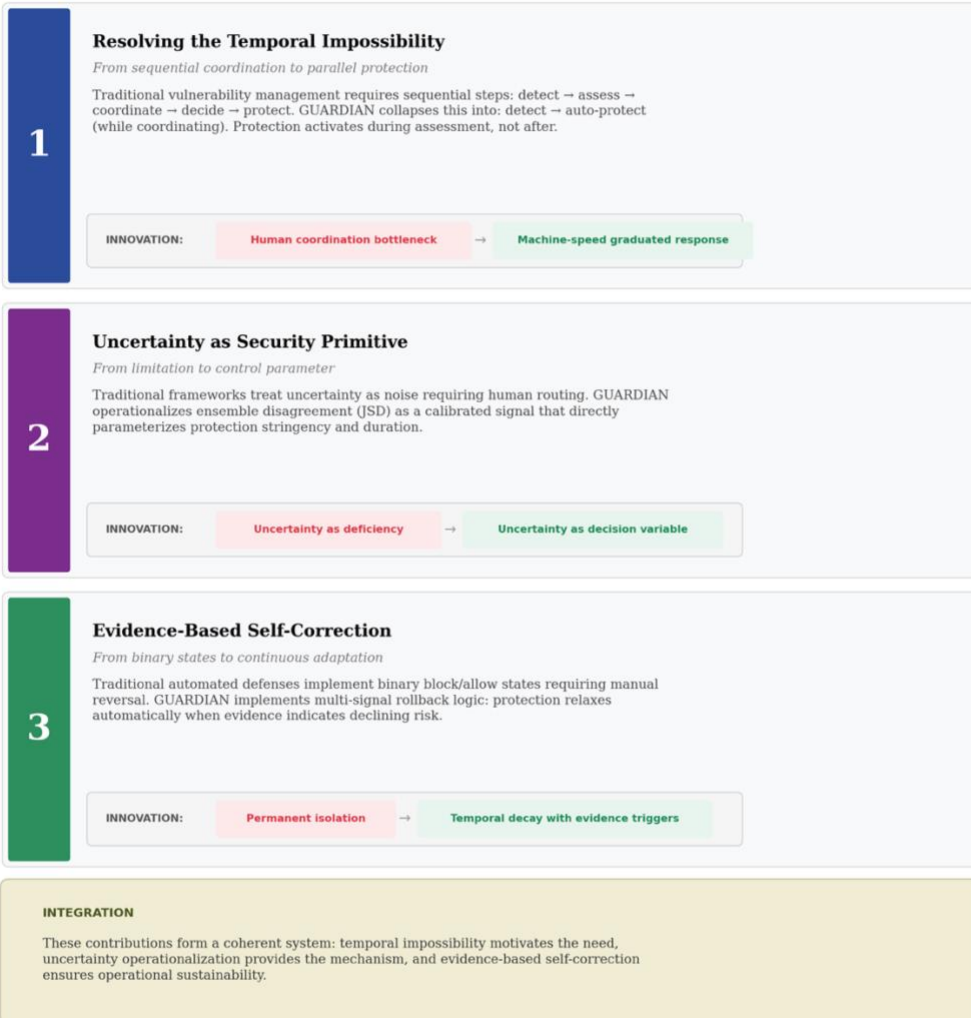 1
Resolving the Temporal Impossibility
From sequential coordination to parallel protection
Traditional vulnerability management requires sequential steps: detect → assess →
coordinate → decide → protect. GUARDIAN collapses this into: detect → auto-protect
(while coordinating). Protection activates during assessment, not after.
INNOVATION: Human coordination bottleneck → Machine-speed graduated response
2
Uncertainty as Security Primitive
From limitation to control parameter
Traditional frameworks treat uncertainty as noise requiring human routing. GUARDIAN
operationalizes ensemble disagreement (JSD) as a calibrated signal that directly
parameterizes protection stringency and duration.
INNOVATION: Uncertainty as deficiency → Uncertainty as decision variable
3
Evidence-Based Self-Correction
From binary states to continuous adaptation
Traditional automated defenses implement binary block/allow states requiring manual
reversal. GUARDIAN implements multi-signal rollback logic: protection relaxes
automatically when evidence indicates declining risk.
INNOVATION: Permanent isolation → Temporal decay with evidence triggers
INTEGRATION
These contributions form a coherent system: temporal impossibility motivates the need,
uncertainty operationalization provides the mechanism, and evidence-based self-correction
ensures operational sustainability.